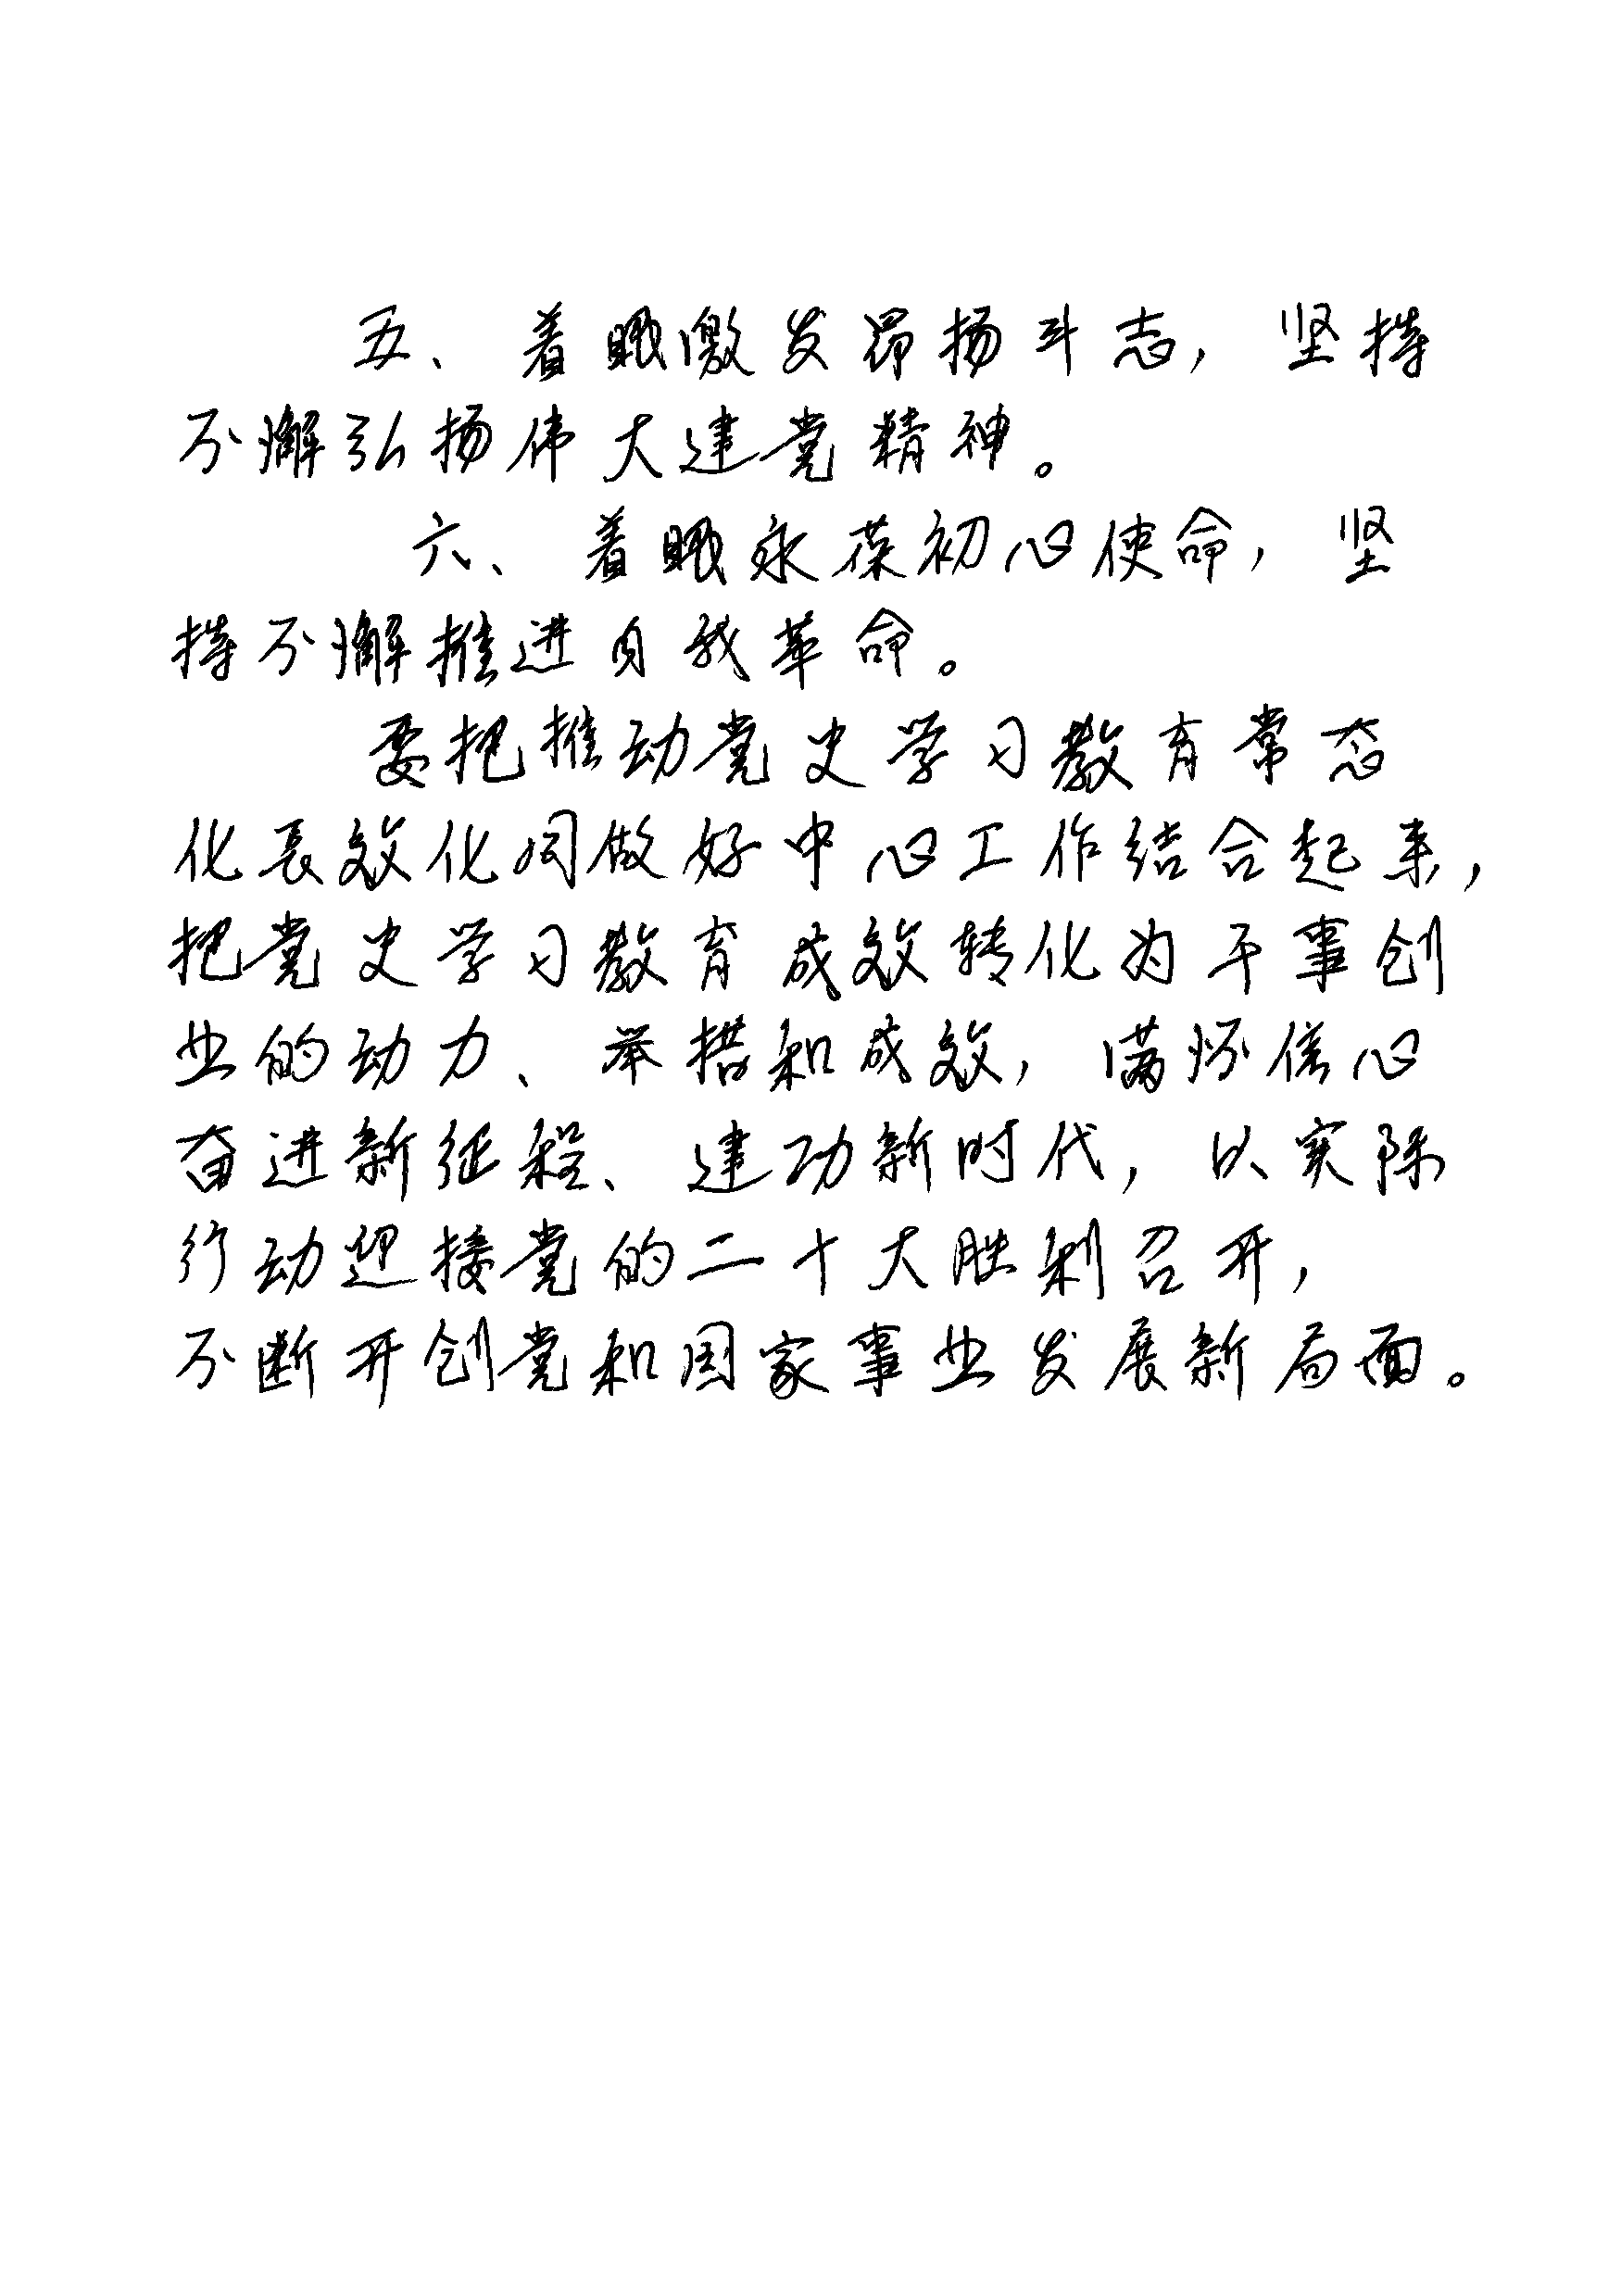 五、着眼激发昂扬斗志，坚持
不懈弘扬伟大建党精神。
六、着眼永葆初心使命，坚
持不懈推进自我革命。
要把推动党史学习教育常态
化长效化同做好中心工作结合起来，
把党史学习教育成效转化为干事创
业的动力、举措和成效，满怀信心
奋进新征程、建功新时代，以实际
行动迎接党的二十大胜利召开，
不断开创党和国家事业发展新局面。